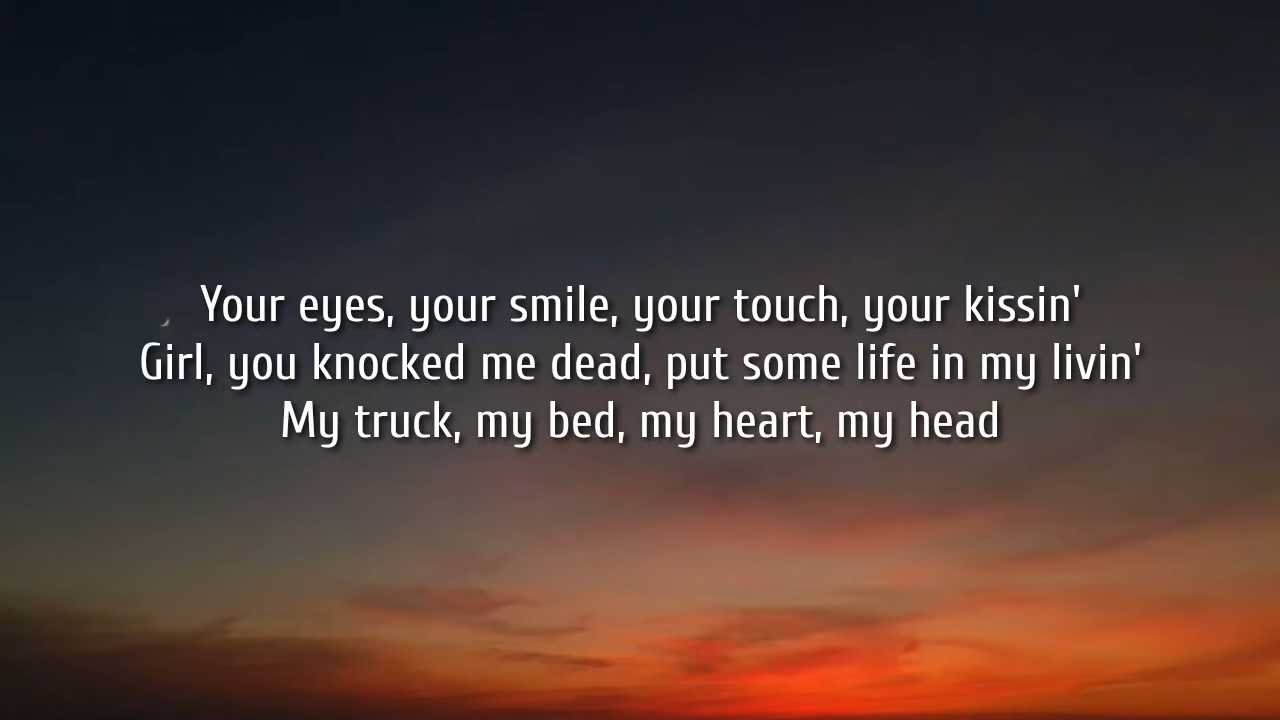 Your eyes, your smile, your touch, your kissin'
Girl, you knocked me dead, put some life in my livin'
My truck, my bed, my heart, my head